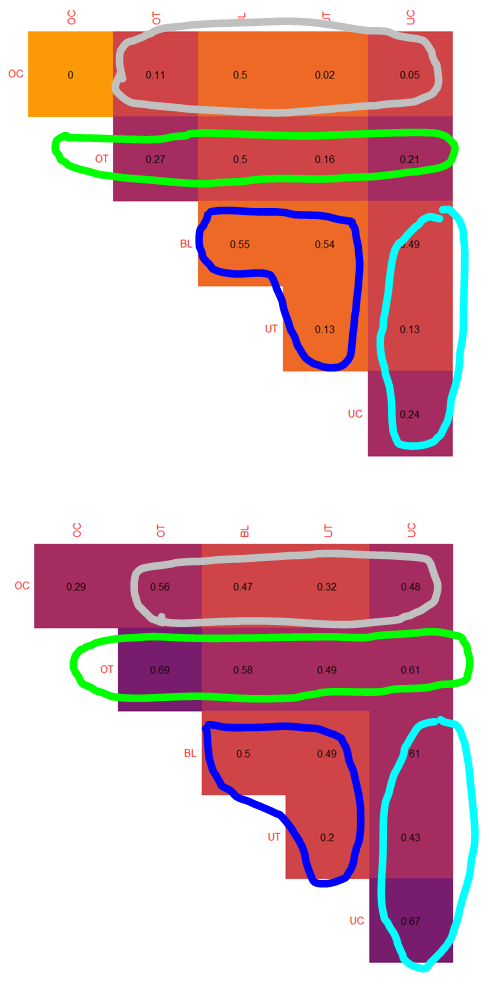 OC OT UT UC
OC 0 0.11 0.5 0.02 0.05
OT 0.27 0.5 0.16 0.21
BL 0.55 0.54
UT 0.13 0.13
UC 0.24
OC OT BL UT UC
OC 0.29 0.56 0.47 0.32 0.48
OT 0.69 0.58 0.49 0.61
BL 0.5 0.49
UT 0.2 0.43
UC 0.67